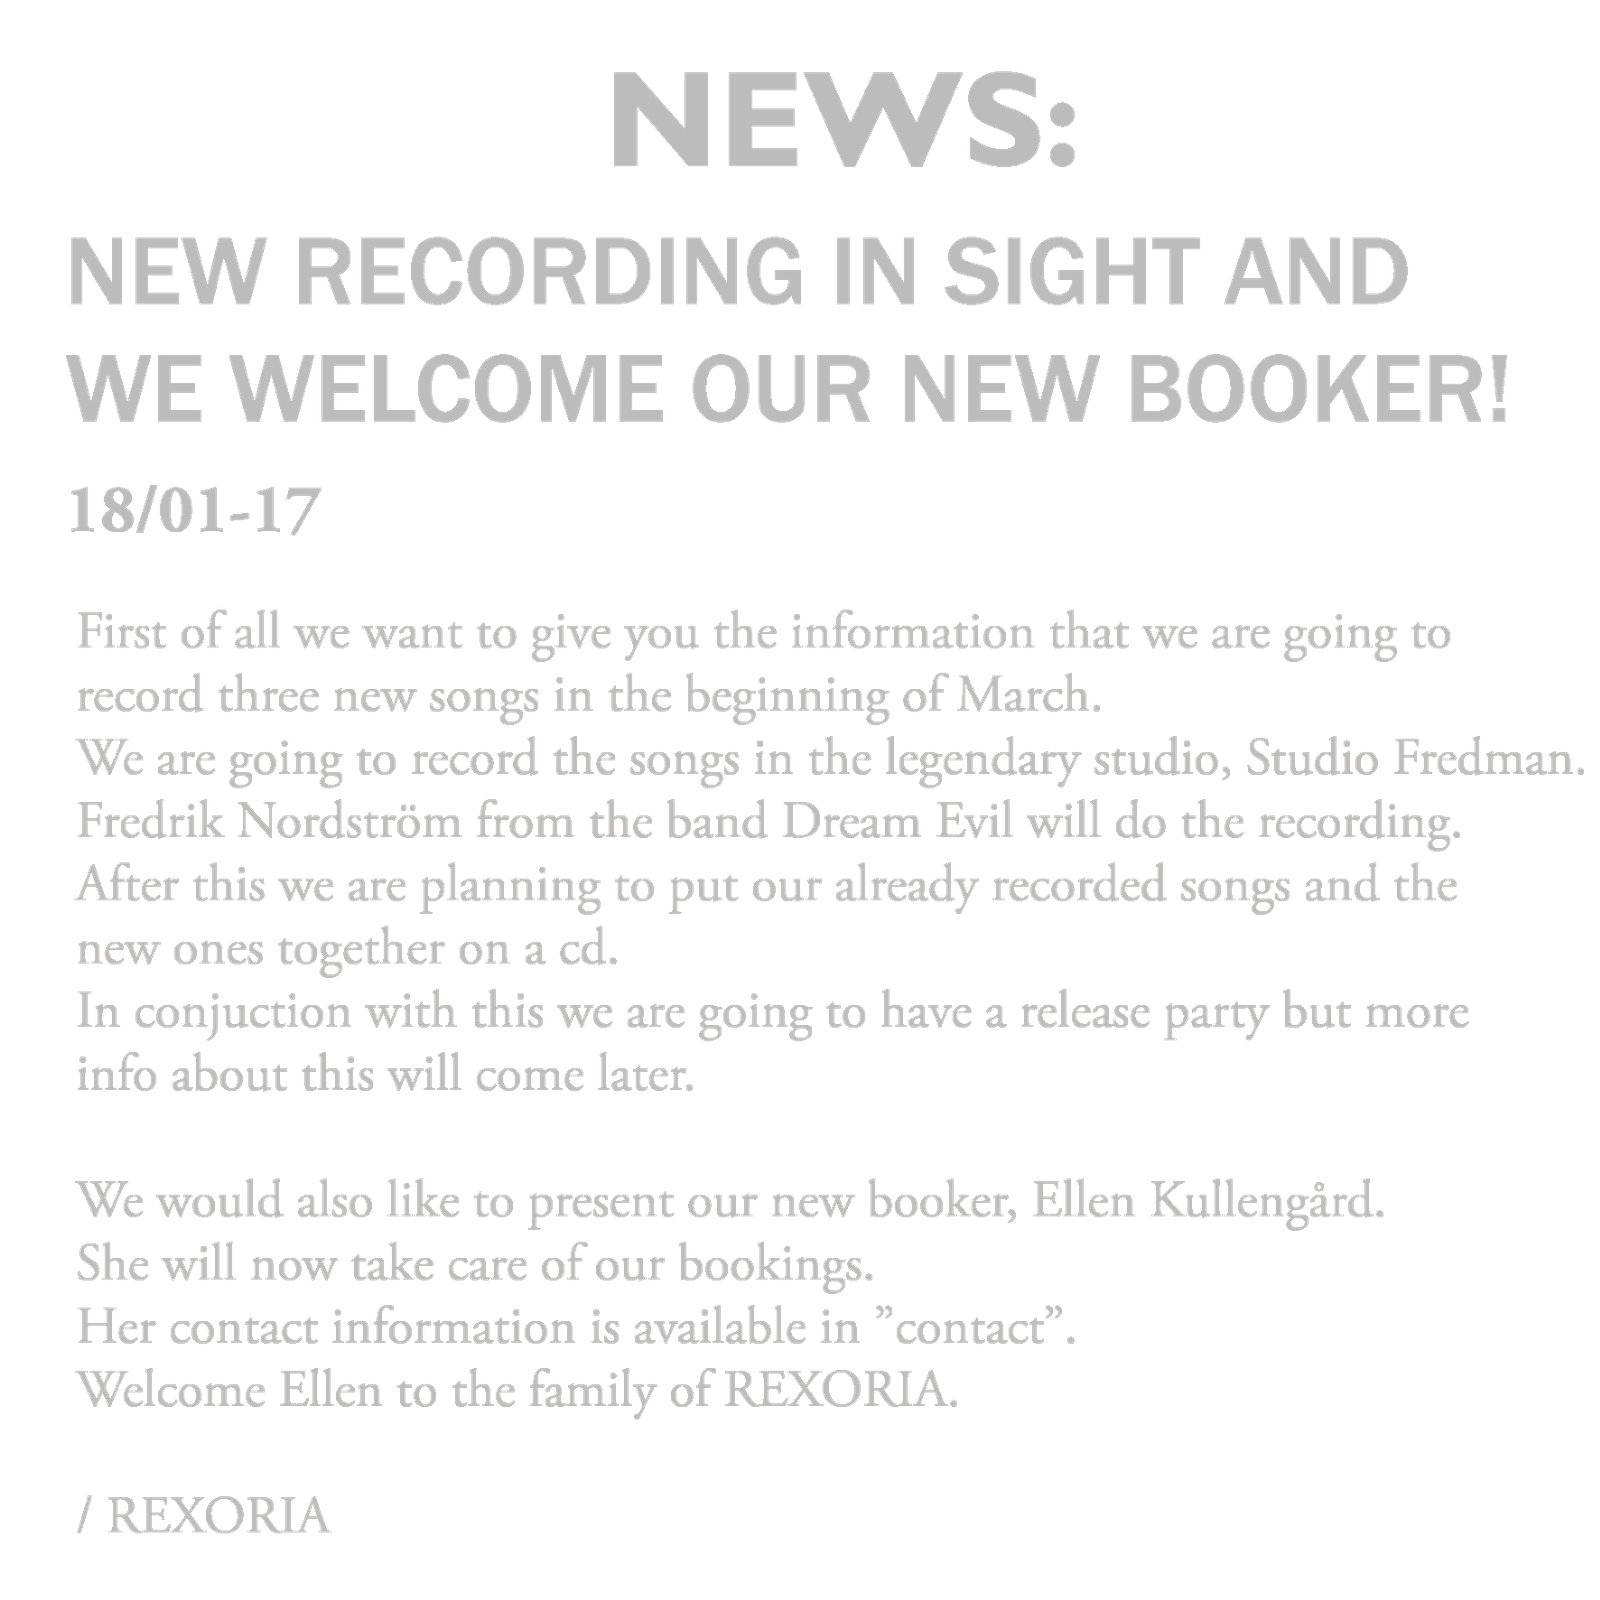 NEWS:
NEW RECORDING IN SIGHT AND
WE WELCOME OUR NEW BOOKER!
18/01-17
First of all we want to give you the information that we are going to
record three new songs in the beginning of March.
We are going to record the songs in the legendary studio, Studio Fredman.
Fredrik Nordström from the band Dream Evil will do the recording.
After this we are planning to put our already recorded songs and the
new ones together on a cd.
In conjuction with this we are going to have a release party but more
info about this will come later.
We would also like to present our new booker, Ellen Kullengård.
She will now take care of our bookings.
Her contact information is available in ”contact”.
Welcome Ellen to the family of REXORIA.
/ REXORIA